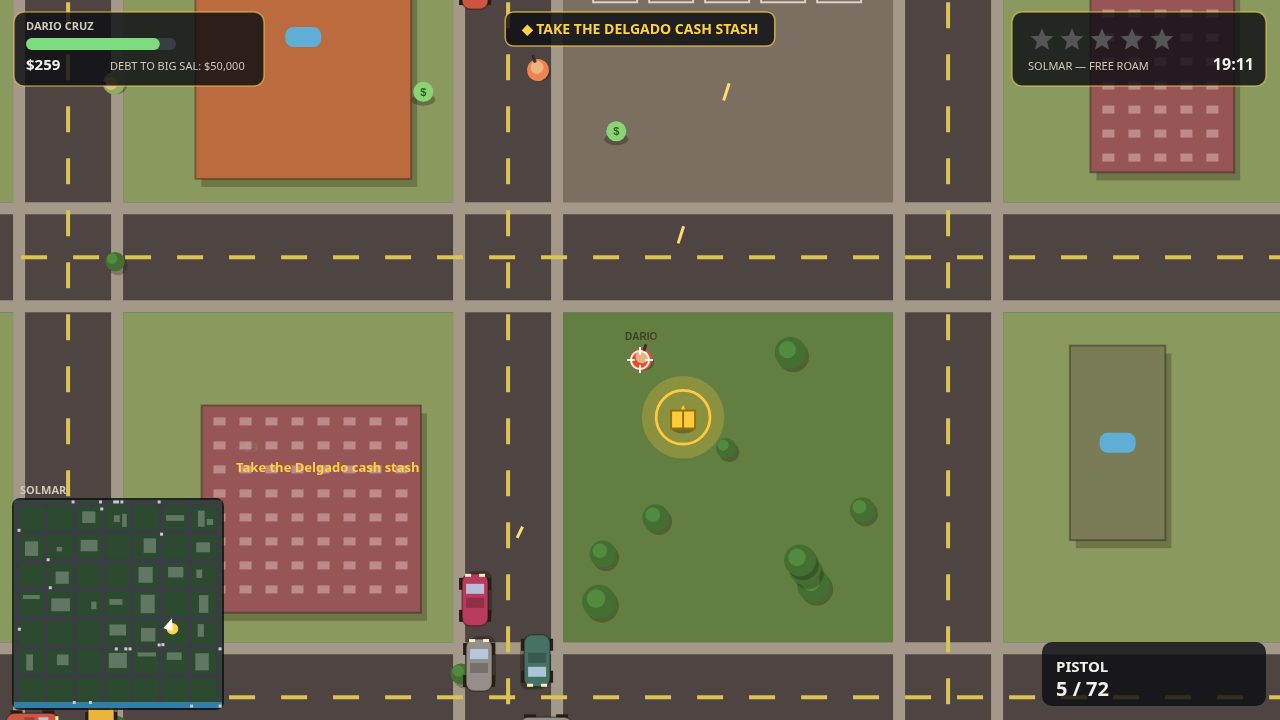 DARIO CRUZ
$259
DEBT TO BIG SAL: $50,000
◆ TAKE THE DELGADO CASH STASH
SOLMAR — FREE ROAM
19:11
$
$
DARIO
Take the Delgado cash stash
SOLMAR
PISTOL
5 / 72